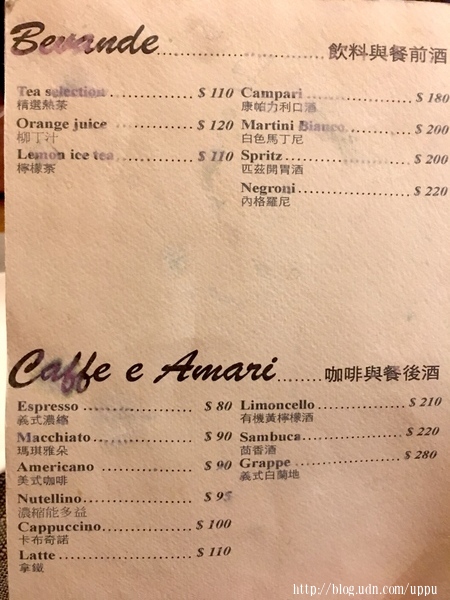 Bevande ........ 飲料與餐前酒
Tea selection ........ $ 110
精選熱茶
Orange juice ........ $ 120
柳丁汁
Lemon ice tea ........ $ 110
檸檬茶
Campari ........ $ 180
康帕力利口酒
Martini Bianco ........ $ 200
白色馬丁尼
Spritz ........ $ 200
匹茲開胃酒
Negroni ........ $ 220
內格羅尼
Caffe e Amari ........ 咖啡與餐後酒
Espresso ........ $ 80
義式濃縮
Macchiato ........ $ 90
瑪琪雅朵
Americano ........ $ 90
美式咖啡
Nutellino ........ $ 95
濃縮能多益
Cappuccino ........ $ 100
卡布奇諾
Latte ........ $ 110
拿鐵
Limoncello ........ $ 210
有機黃檸檬酒
Sambuca ........ $ 220
茴香酒
Grappe ........ $ 280
義式白蘭地
http://blog.udn.com/uppu